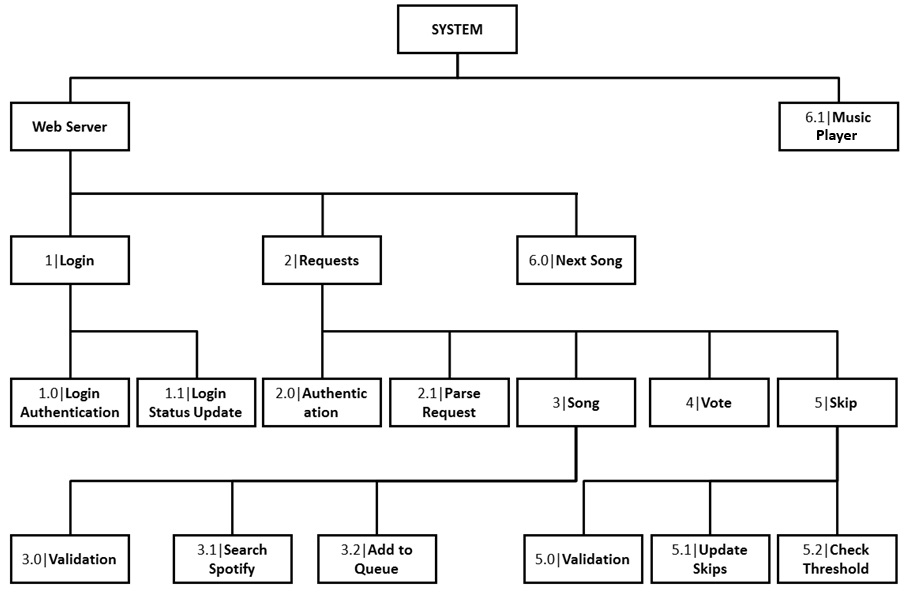 SYSTEM
Web Server
6.1|Music
Player
1|Login
2|Requests
6.0|Next Song
1.0|Login
Authentication
1.1|Login
Status Update
2.0|Authentic
ation
2.1|Parse
Request
3|Song
4|Vote
5|Skip
3.0|Validation
3.1|Search
Spotify
3.2|Add to
Queue
5.0|Validation
5.1|Update
Skips
5.2|Check
Threshold